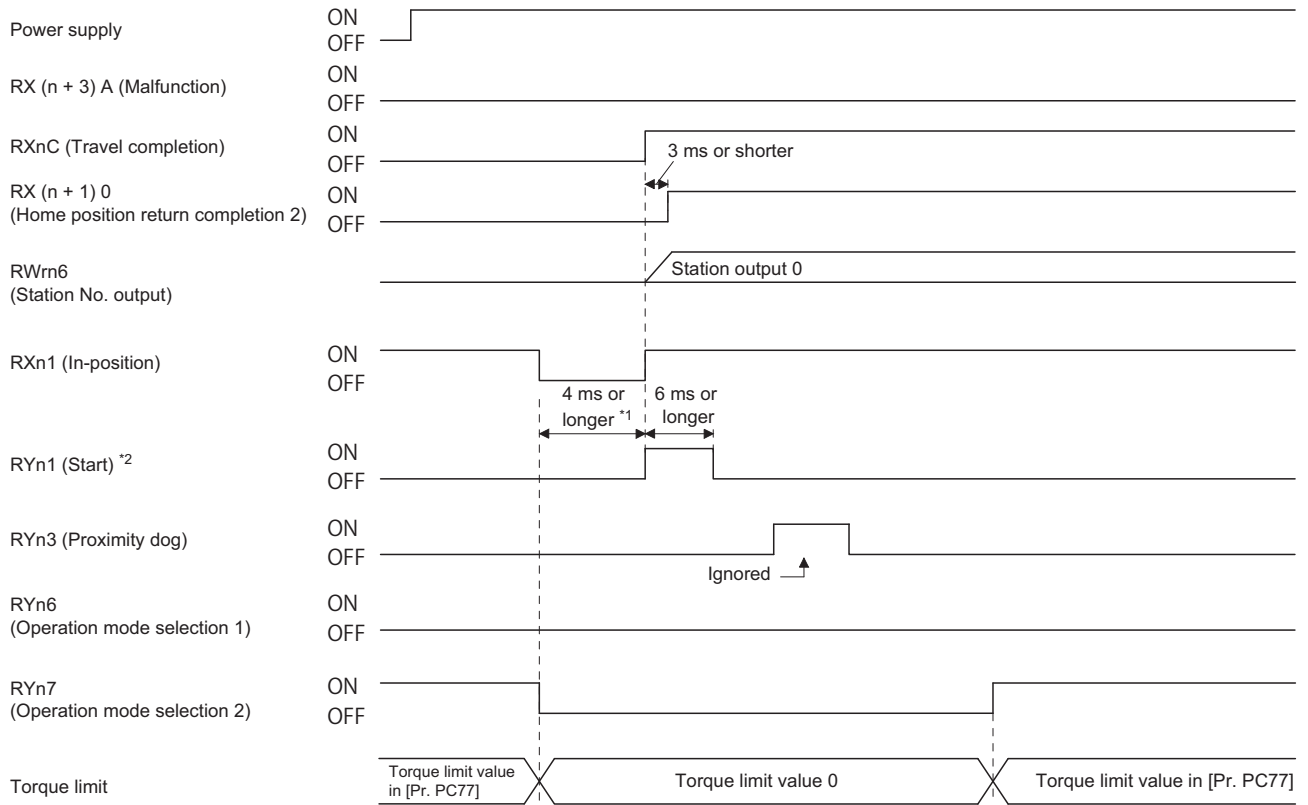 Power supply
ON
OFF
RX (n + 3) A (Malfunction)
ON
OFF
RXnC (Travel completion)
ON
OFF
3 ms or shorter
RX (n + 1) 0
(Home position return completion 2)
ON
OFF
RWrn6
(Station No. output)
Station output 0
RXn1 (In-position)
ON
OFF
4 ms or
longer *1
6 ms or
longer
RYn1 (Start) *2
ON
OFF
RYn3 (Proximity dog)
ON
OFF
Ignored
RYn6
(Operation mode selection 1)
ON
OFF
RYn7
(Operation mode selection 2)
ON
OFF
Torque limit
Torque limit value
in [Pr. PC77]
Torque limit value 0
Torque limit value in [Pr. PC77]